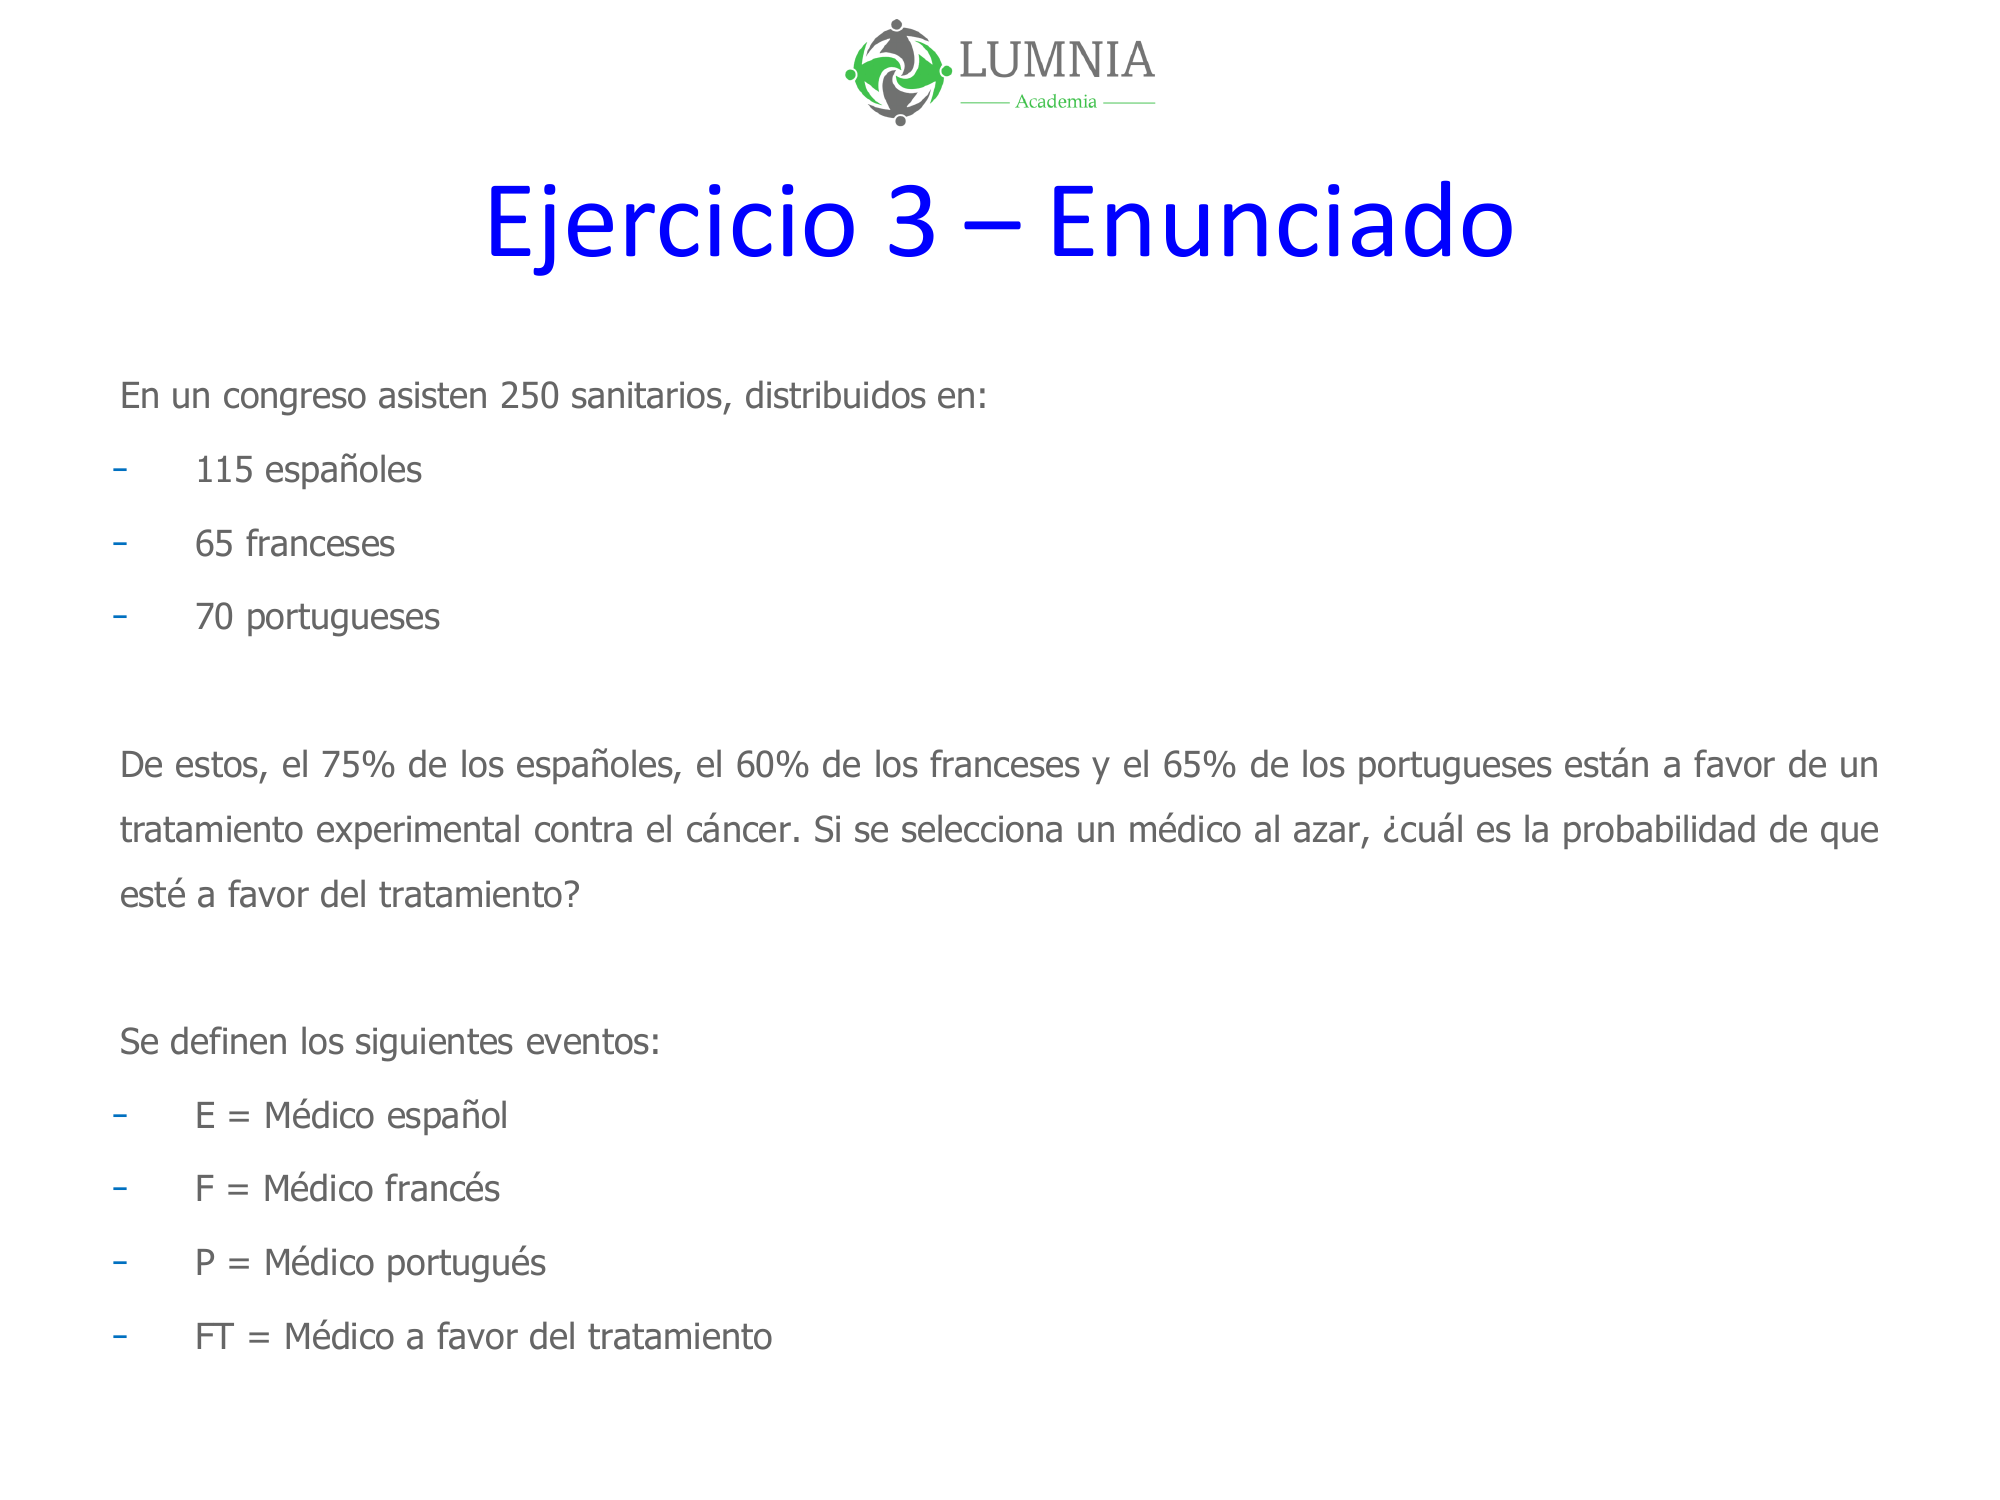 LUMNIA
Academia
Ejercicio 3 – Enunciado
En un congreso asisten 250 sanitarios, distribuidos en:
- 115 españoles
- 65 franceses
- 70 portugueses
De estos, el 75% de los españoles, el 60% de los franceses y el 65% de los portugueses están a favor de un
tratamiento experimental contra el cáncer. Si se selecciona un médico al azar, ¿cuál es la probabilidad de que
esté a favor del tratamiento?
Se definen los siguientes eventos:
- E = Médico español
- F = Médico francés
- P = Médico portugués
- FT = Médico a favor del tratamiento